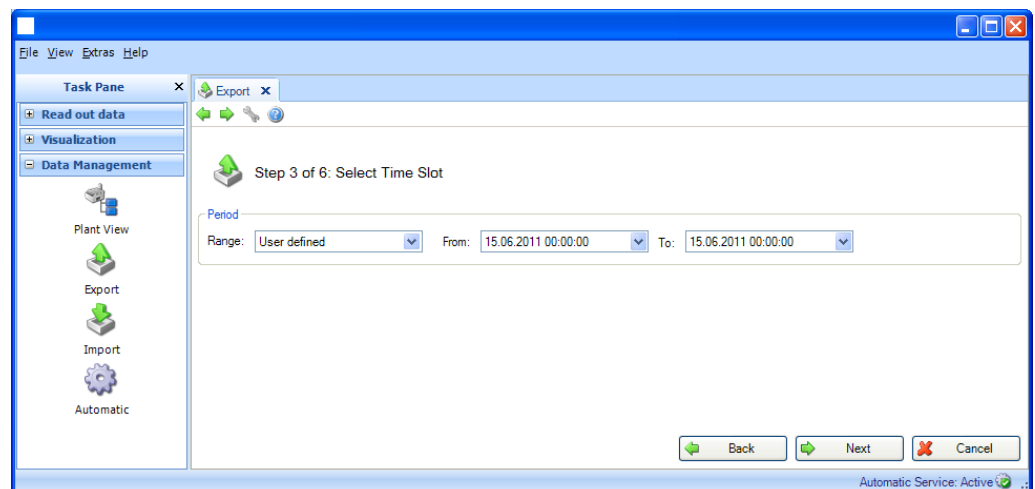 File View Extras Help
Task Pane
Export
Read out data
Visualization
Data Management
Step 3 of 6: Select Time Slot
Plant View
Period
Range: User defined From: 15.06.2011 00:00:00 To: 15.06.2011 00:00:00
Export
Import
Automatic
Back Next Cancel
Automatic Service: Active